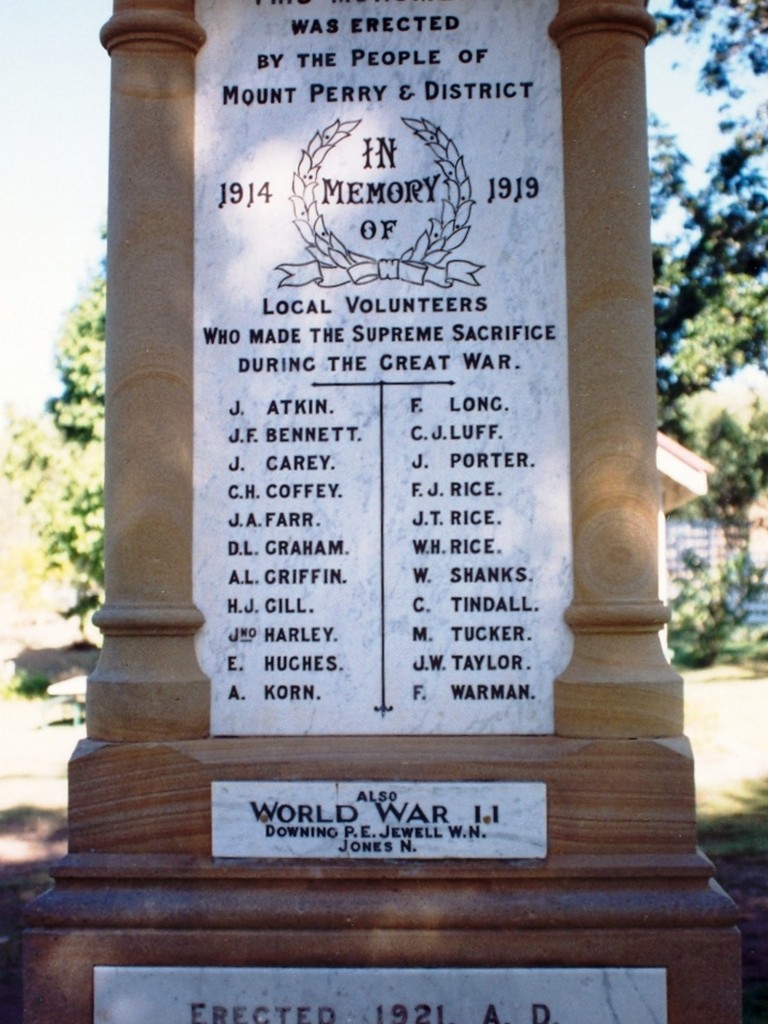 THIS MONUMENT
WAS ERECTED
BY THE PEOPLE OF
MOUNT PERRY & DISTRICT
1914 IN MEMORY OF 1919
LOCAL VOLUNTEERS
WHO MADE THE SUPREME SACRIFICE
DURING THE GREAT WAR.
J. ATKIN.
J.F. BENNETT.
J. CAREY.
C.H. COFFEY.
J.A. FARR.
D.L. GRAHAM.
A.L. GRIFFIN.
H.J. GILL.
JNO HARLEY.
E. HUGHES.
A. KORN.
F. LONG.
C.J. LUFF.
J. PORTER.
F.J. RICE.
J.T. RICE.
W.H. RICE.
W. SHANKS.
C. TINDALL.
M. TUCKER.
J.W. TAYLOR.
F. WARMAN.
ALSO
WORLD WAR I.I
DOWNING P.E. JEWELL W.N.
JONES N.
ERECTED 1921. A. D.